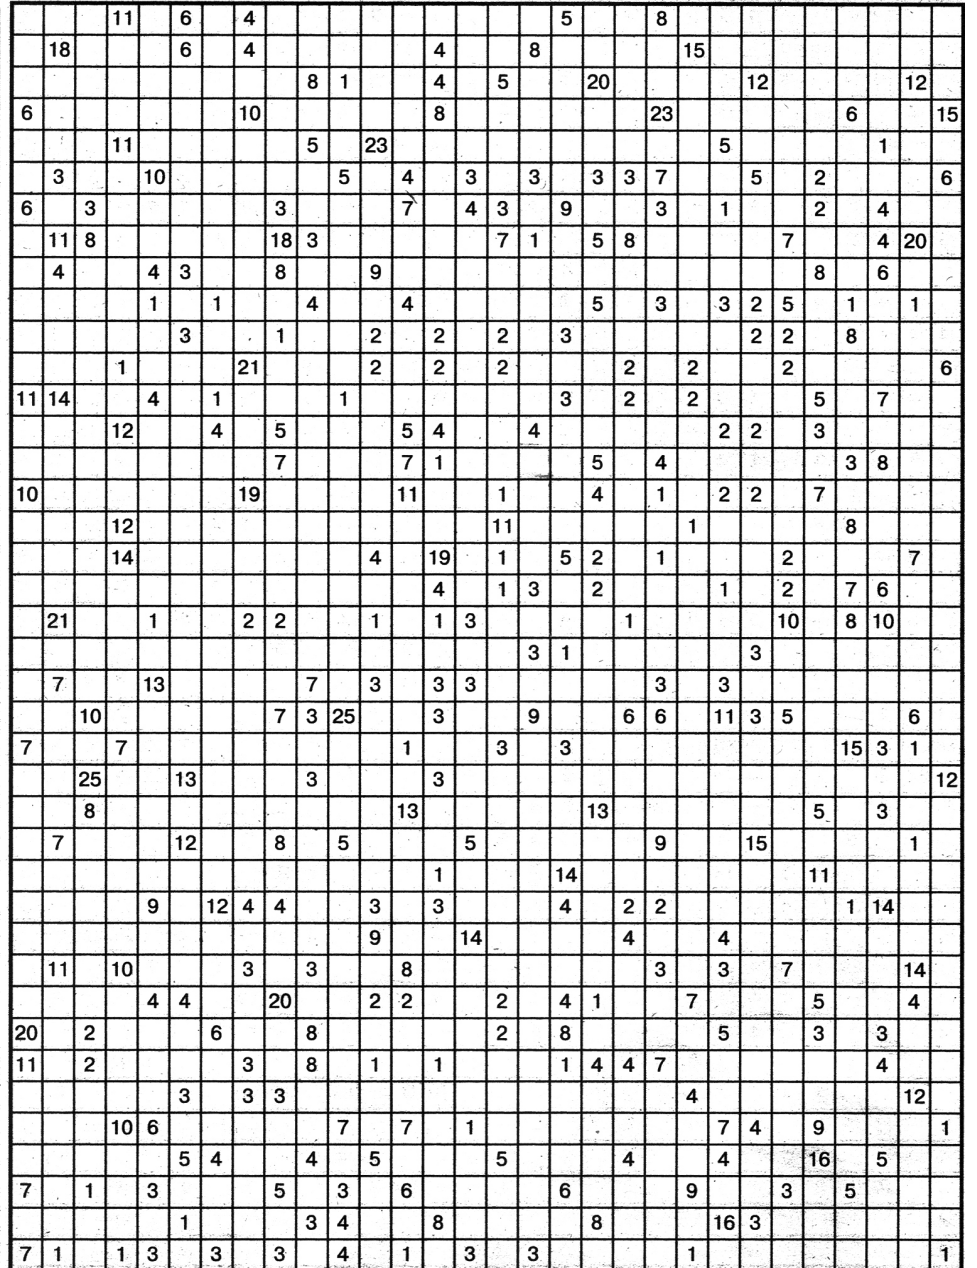 11 6 4 5 8
18 6 4 4 8 15
8 1 4 5 20 12 12
6 10 8 23 6 15
11 5 23 5 1
3 10 5 4 3 3 3 3 7 5 2 6
6 3 3 7 4 3 9 3 1 2 4
11 8 18 3 7 1 5 8 7 4 20
4 4 3 8 9 8 6
1 1 4 4 5 3 3 2 5 1 1
3 1 2 2 2 3 2 2 8
1 21 2 2 2 2 2 2 6
11 14 4 1 1 3 2 2 5 7
12 4 5 5 4 4 2 2 3
7 7 1 5 4 3 8
10 19 11 1 4 1 2 2 7
12 11 1 8
14 4 19 1 5 2 1 2 7
4 1 3 2 1 2 7 6
21 1 2 2 1 1 3 1 10 8 10
3 1 3
7 13 7 3 3 3 3 3
10 7 3 25 3 9 6 6 11 3 5 6
7 7 1 3 3 15 3 1
25 13 3 3 12
8 13 13 5 3
7 12 8 5 5 9 15 1
1 14 11
9 12 4 4 3 3 4 2 2 1 14
9 14 4 4
11 10 3 3 8 3 3 7 14
4 4 20 2 2 2 4 1 7 5 4
20 2 6 8 2 8 5 3 3
11 2 3 8 1 1 1 4 4 7 4
3 3 3 4 12
10 6 7 7 1 7 4 9 1
5 4 4 5 5 4 4 16 5
7 1 3 5 3 6 6 9 3 5
1 3 4 8 8 16 3
7 1 1 3 3 3 4 1 3 3 1 1